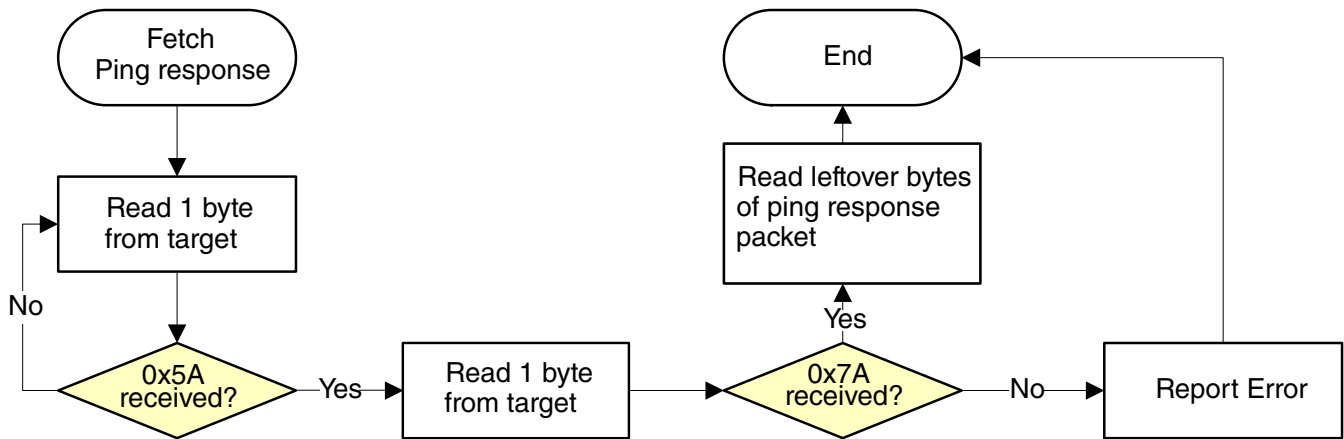 Fetch
Ping response
Read 1 byte
from target
No
0x5A
received?
Yes
Read 1 byte
from target
0x7A
received?
Yes
Read leftover bytes
of ping response
packet
End
No
Report Error